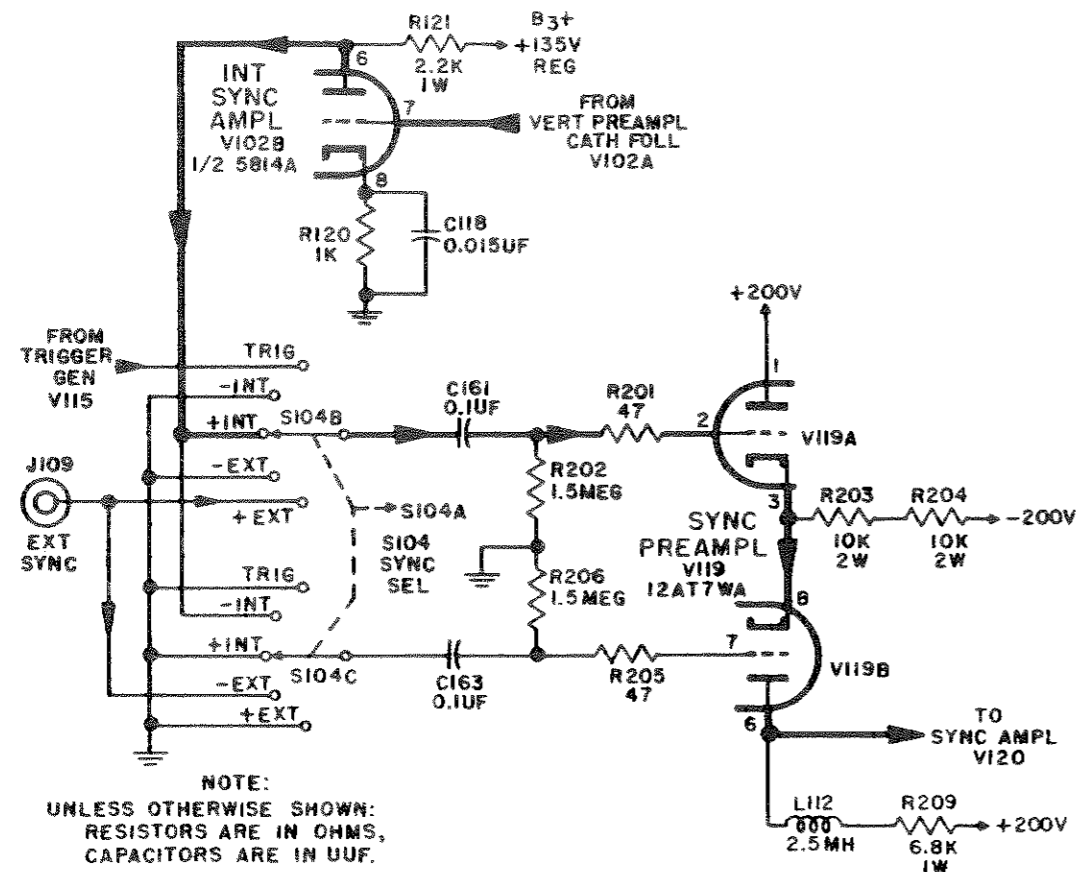 R121
2.2K
1W
B3+
+135V
REG
6
INT
SYNC
AMPL
V102B
1/2 5814A
7
FROM
VERT PREAMPL
CATH FOLL
V102A
8
R120
1K
C118
0.015UF
+200V
FROM
TRIGGER
GEN
V115
TRIG
-INT
+INT
S104B
-EXT
+EXT
J109
EXT
SYNC
C161
0.1UF
R201
47
1
2
V119A
3
R202
1.5MEG
S104A
S104
SYNC
SEL
SYNC
PREAMPL
V119
12AT7WA
R203
10K
2W
R204
10K
2W
-200V
R206
1.5MEG
TRIG
-INT
+INT
S104C
-EXT
+EXT
C163
0.1UF
R205
47
8
7
V119B
6
TO
SYNC AMPL
V120
L112
2.5MH
R209
6.8K
1W
+200V
NOTE:
UNLESS OTHERWISE SHOWN:
RESISTORS ARE IN OHMS,
CAPACITORS ARE IN UUF.